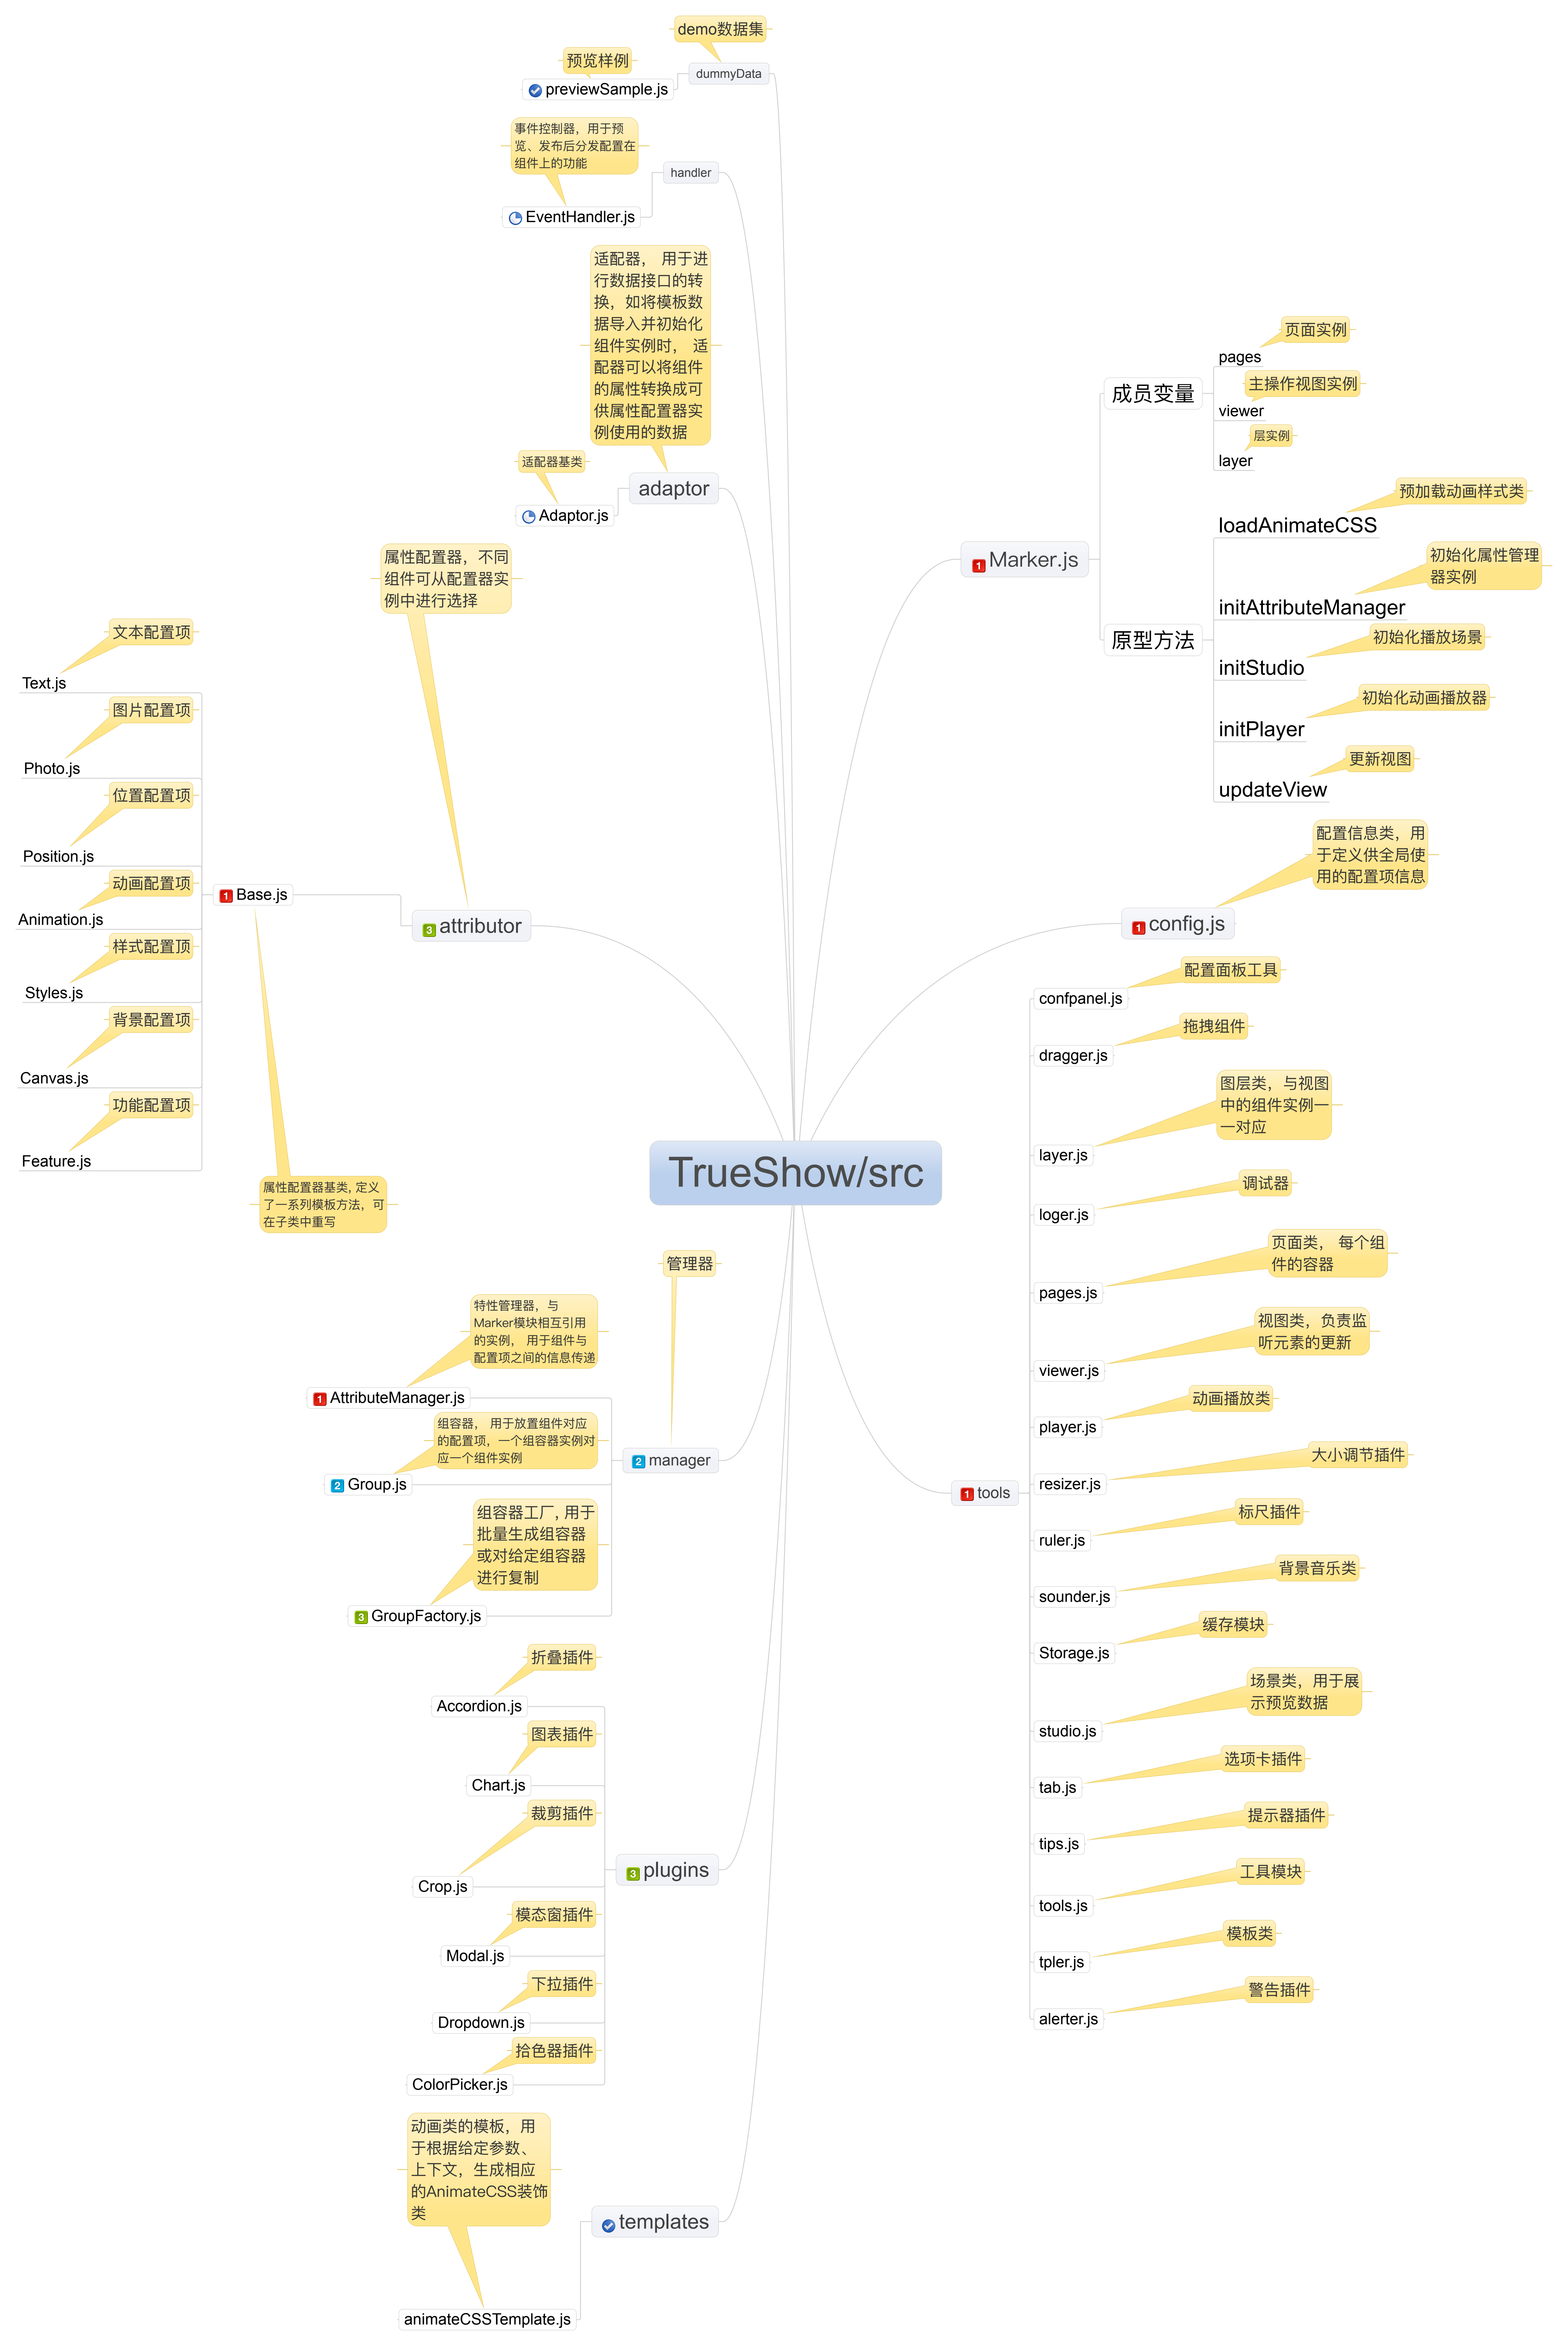 demo数据集
dummyData
预览样例
previewSample.js
事件控制器，用于预
览、发布后分发配置在
组件上的功能
handler
EventHandler.js
适配器， 用于进
行数据接口的转
换，如将模板数
据导入并初始化
组件实例时， 适
配器可以将组件
的属性转换成可
供属性配置器实
例使用的数据
适配器基类
adaptor
Adaptor.js
属性配置器，不同
组件可从配置器实
例中进行选择
文本配置项
Text.js
图片配置项
Photo.js
位置配置项
Position.js
动画配置项
Animation.js
样式配置顶
Styles.js
背景配置项
Canvas.js
功能配置项
Feature.js
1 Base.js
3 attributor
属性配置器基类, 定义
了一系列模板方法，可
在子类中重写
TrueShow/src
管理器
特性管理器，与
Marker模块相互引用
的实例， 用于组件与
配置项之间的信息传递
1 AttributeManager.js
组容器， 用于放置组件对应
的配置项，一个组容器实例对
应一个组件实例
2 manager
2 Group.js
组容器工厂, 用于
批量生成组容器
或对给定组容器
进行复制
3 GroupFactory.js
折叠插件
Accordion.js
图表插件
Chart.js
裁剪插件
3 plugins
Crop.js
模态窗插件
Modal.js
下拉插件
Dropdown.js
拾色器插件
ColorPicker.js
动画类的模板，用
于根据给定参数、
上下文，生成相应
的AnimateCSS装饰
类
templates
animateCSSTemplate.js
页面实例
pages
主操作视图实例
成员变量
viewer
层实例
layer
预加载动画样式类
loadAnimateCSS
1 Marker.js
初始化属性管理
器实例
initAttributeManager
原型方法
初始化播放场景
initStudio
初始化动画播放器
initPlayer
更新视图
updateView
配置信息类，用
于定义供全局使
用的配置项信息
1 config.js
配置面板工具
confpanel.js
拖拽组件
dragger.js
图层类，与视图
中的组件实例一
一对应
layer.js
调试器
loger.js
页面类， 每个组
件的容器
pages.js
视图类，负责监
听元素的更新
viewer.js
动画播放类
player.js
大小调节插件
resizer.js
1 tools
标尺插件
ruler.js
背景音乐类
sounder.js
缓存模块
Storage.js
场景类，用于展
示预览数据
studio.js
选项卡插件
tab.js
提示器插件
tips.js
工具模块
tools.js
模板类
tpler.js
警告插件
alerter.js